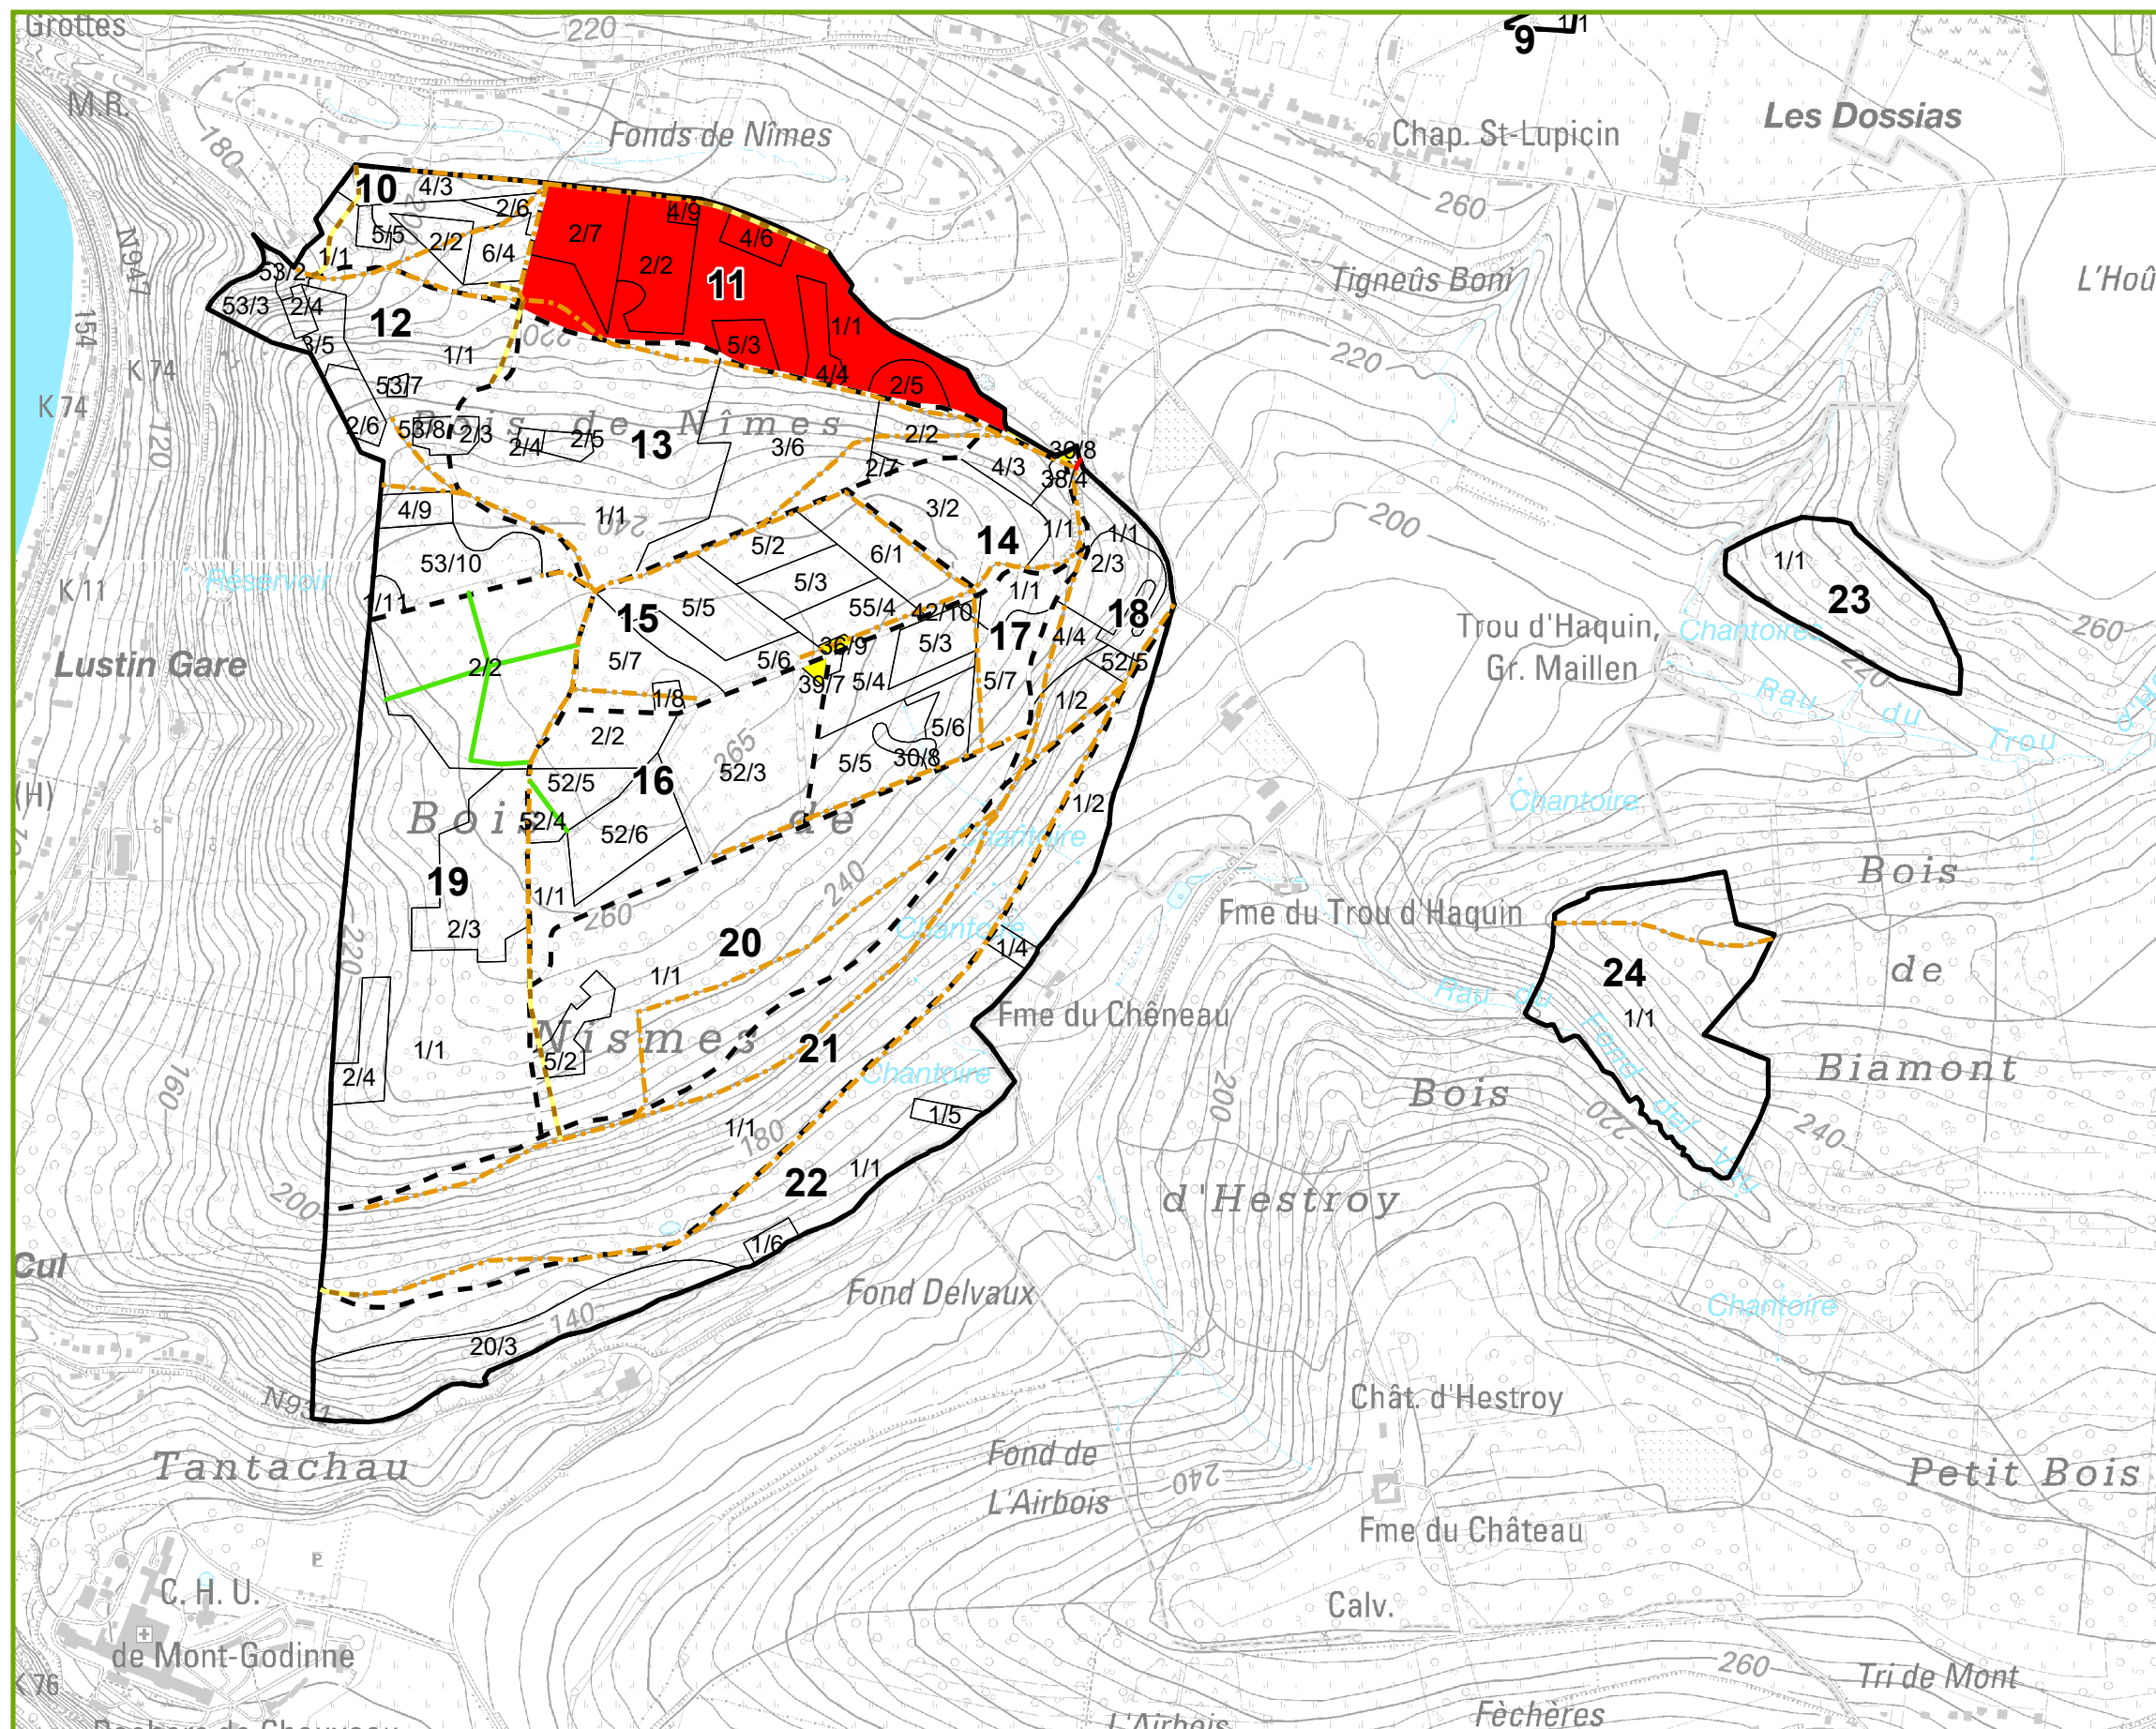 Grottes
220
1/1
9
M.R.
Les Dossias
Fonds de Nîmes
Chap. St-Lupicin
180
10
4/3
2/6
5/5
2/2
6/4
1/1
2/7
4/9
4/6
2/2
11
260
Tigneûs Boni
L'Hoû
N947
53/2
53/3
2/4
12
3/5
1/1
220
5/3
1/1
4/4
2/5
220
154
K 74
53/7
K 74
120
2/6
53/8
2/3
2/4
2/5
Bois de Nîmes
13
3/6
2/2
2/7
4/3
36/8
38/4
4/9
1/1
240
3/2
14
1/1
1/1
200
5/2
6/1
2/3
1/1
23
53/10
K 11
Réservoir
1/11
5/3
1/1
15
5/5
55/4
42/10
18
Trou d'Haquin,
Gr. Maillen
Chantoires
260
220
Lustin Gare
2/2
5/7
5/6
36/9
39/7
5/4
5/3
17
4/4
52/5
5/7
1/8
1/2
Rau du Trou
2/2
265
5/6
5/5
30/8
52/5
16
52/3
(H)
Bois de
52/4
52/6
1/2
Chantoire
Chantoire
240
Bois
19
1/1
260
2/3
Chantoire
Fme du Trou d'Haquin
20
1/4
220
1/1
24
de
Rau du
Fond des Vau
1/1
Fme du Chêneau
Nismes
21
1/1
5/2
2/4
Chantoire
Biamont
160
200
Bois
1/5
220
240
1/1
180
1/1
22
200
d'Hestroy
1/6
Cul
Fond Delvaux
Chantoire
140
20/3
N931
Chât. d'Hestroy
Tantachau
Fond de
L'Airbois
240
Petit Bois
Fme du Château
C. H. U.
de Mont-Godinne
Calv.
K 76
260
Tri de Mont
Fèchères
L'Airbois